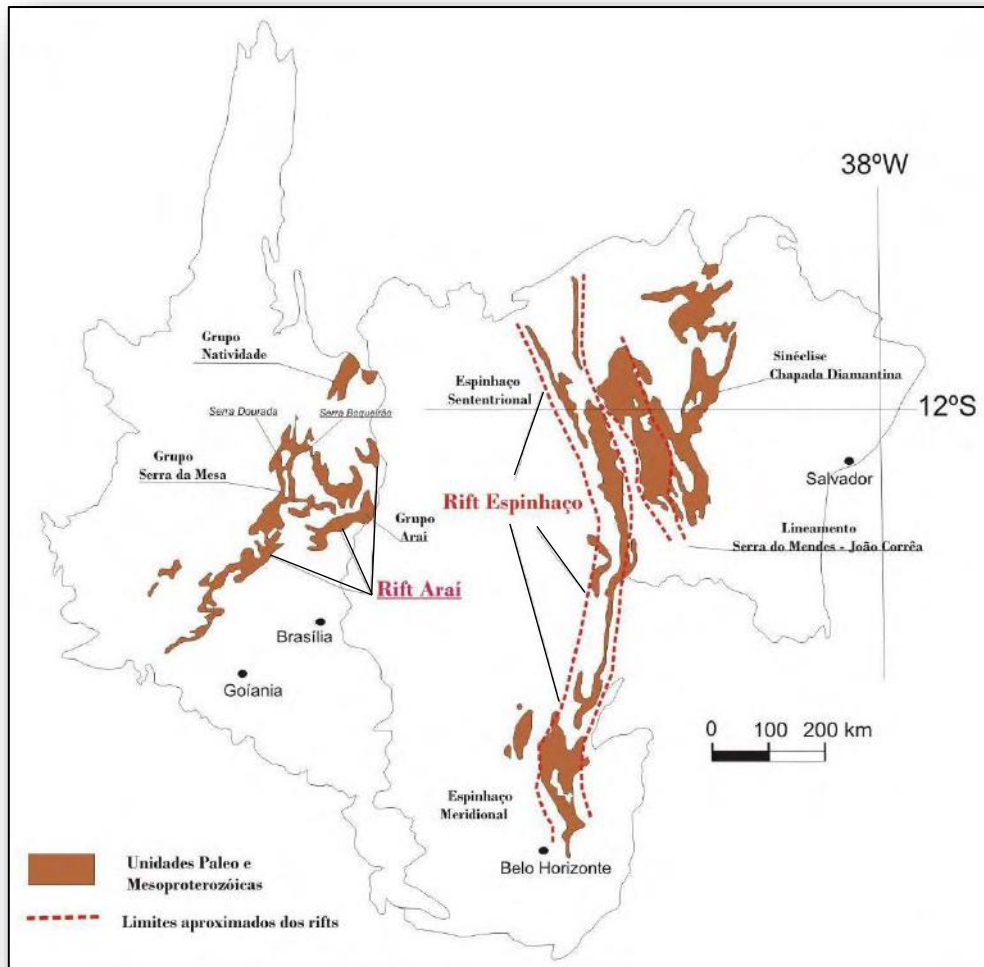 38ºW
Grupo
Natividade
Sinéclise
Chapada Diamantina
Espinhaço
Sententrional
12ºS
Serra Dourada
Serra Boqueirão
Grupo
Serra da Mesa
Salvador
Rift Espinhaço
Grupo
Araí
Lineamento
Serra do Mendes - João Corrêa
Rift Araí
Brasília
Goíania
0 100 200 km
Espinhaço
Meridional
Belo Horizonte
Unidades Paleo e
Mesoproterozóicas
Limites aproximados dos rifts